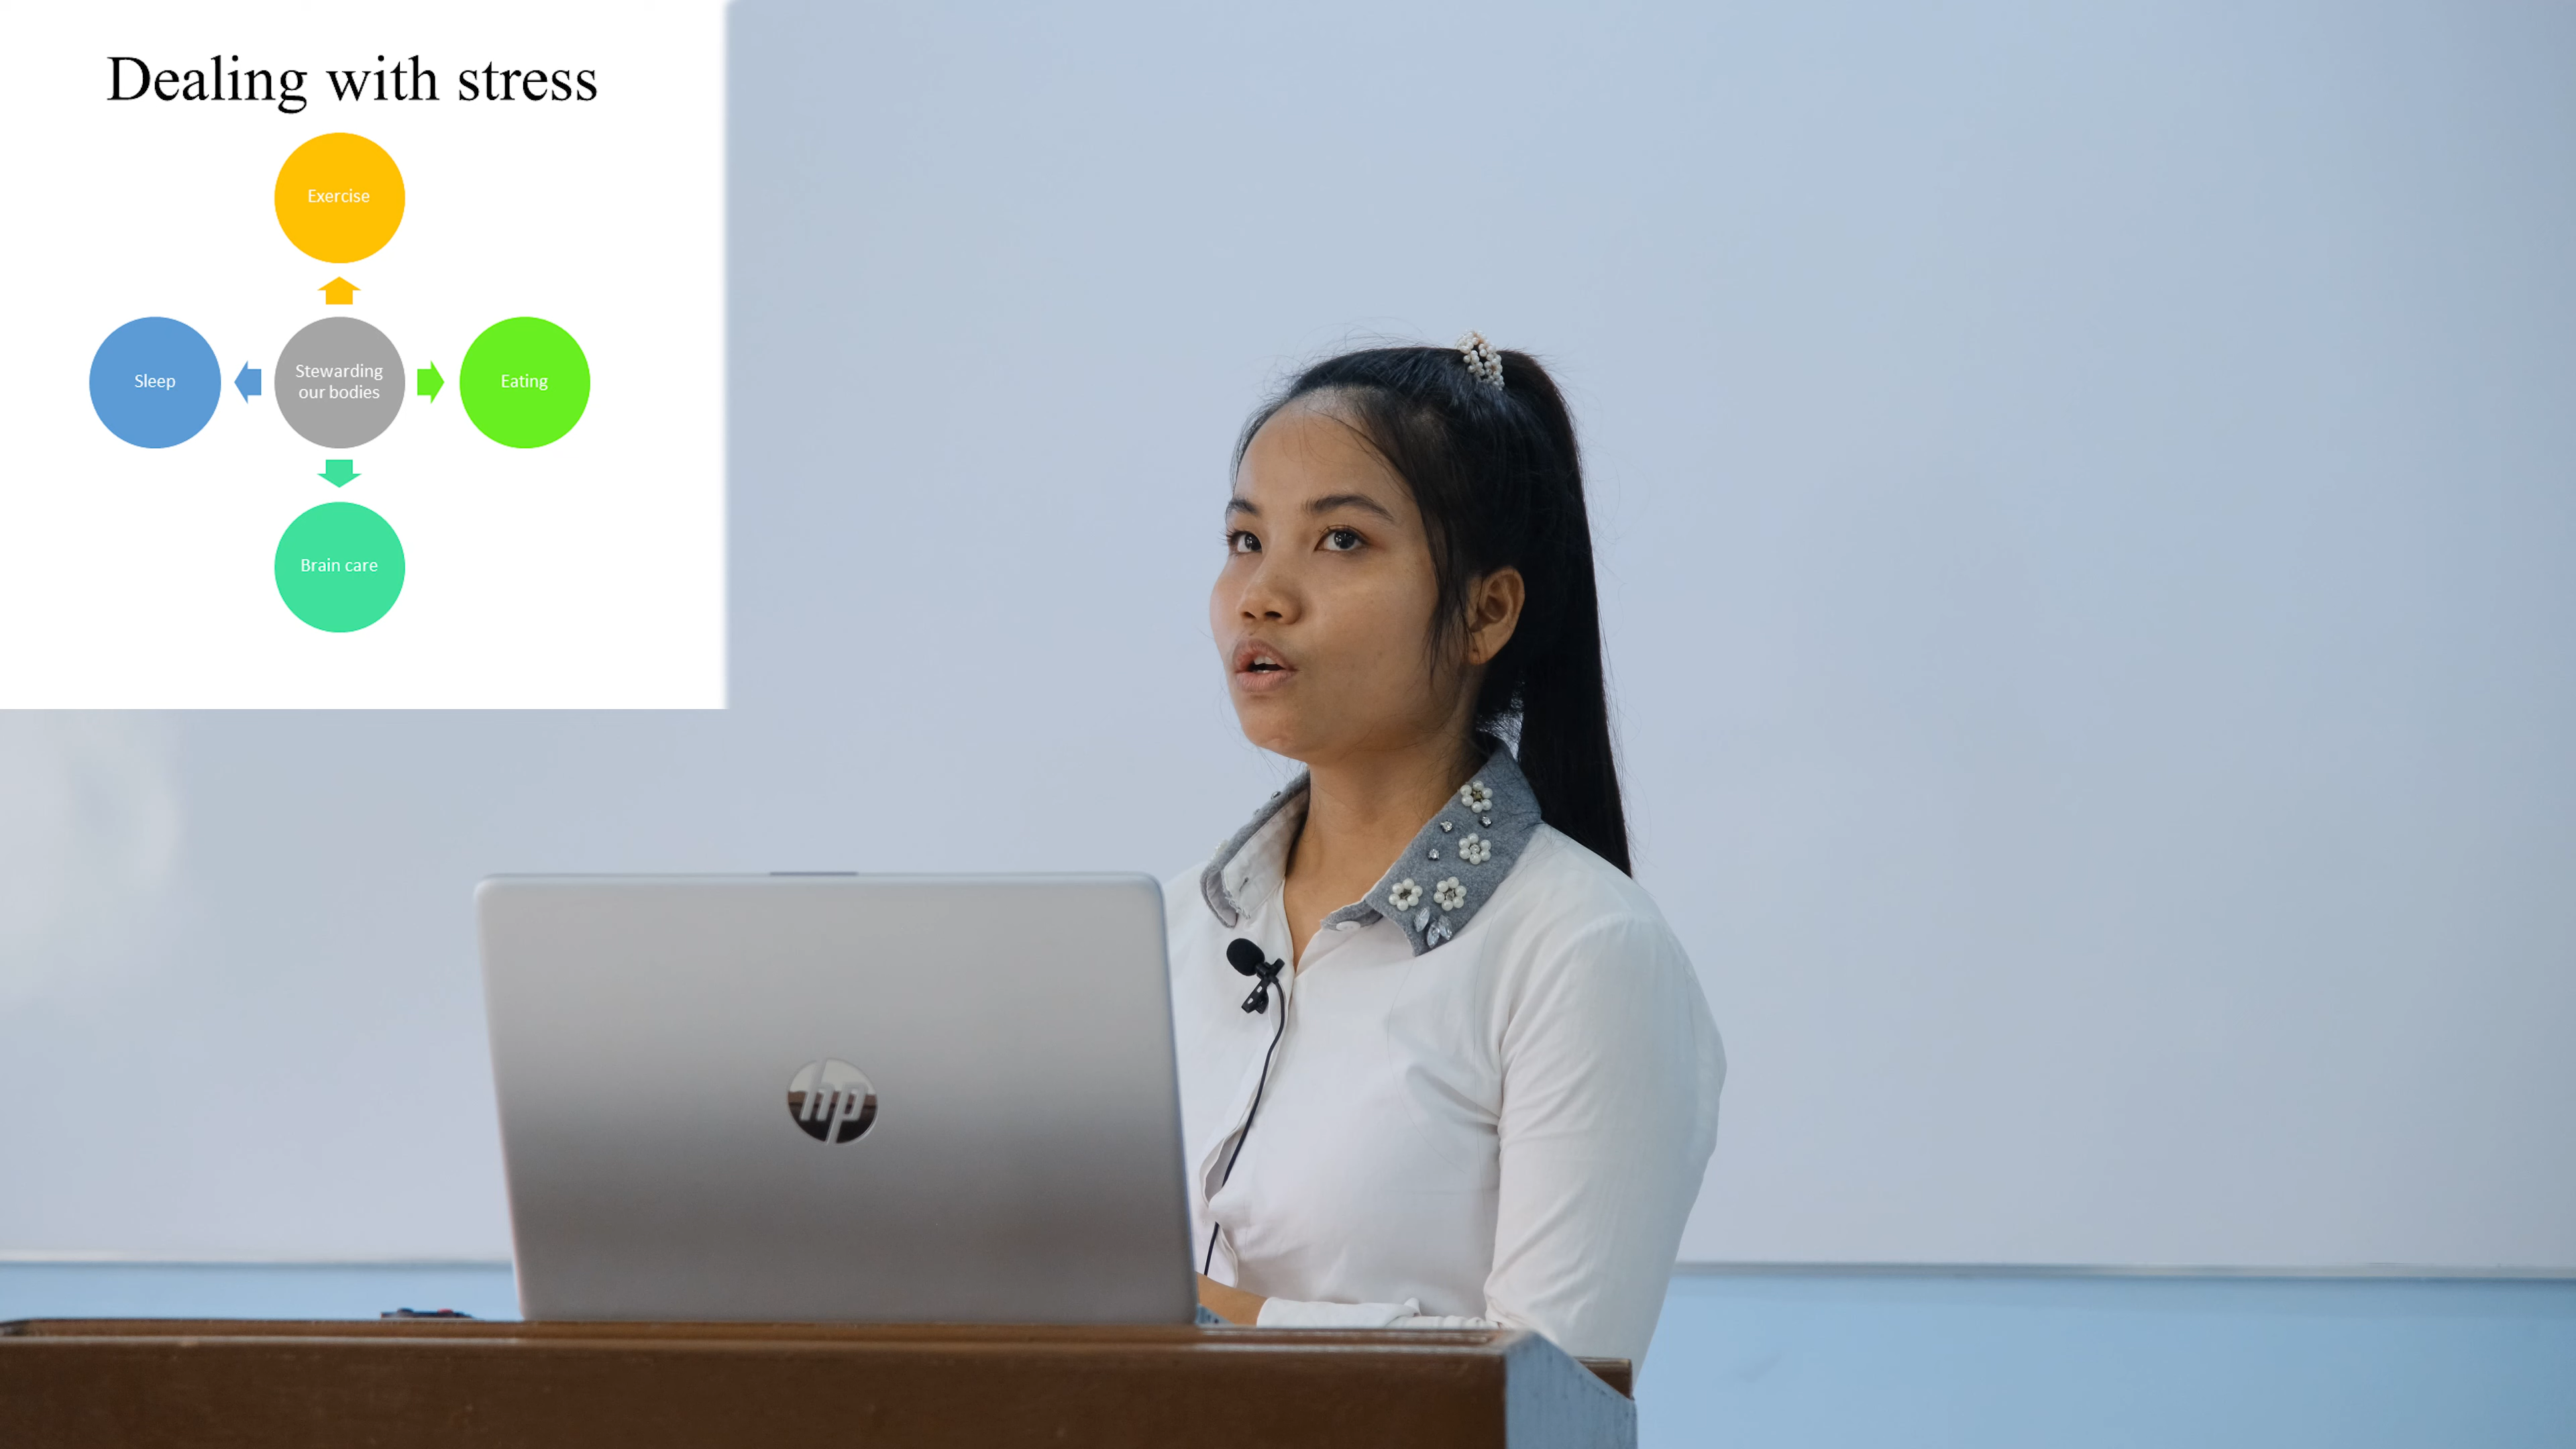 Dealing with stress
Exercise
Sleep
Stewarding
our bodies
Eating
Brain care
hp